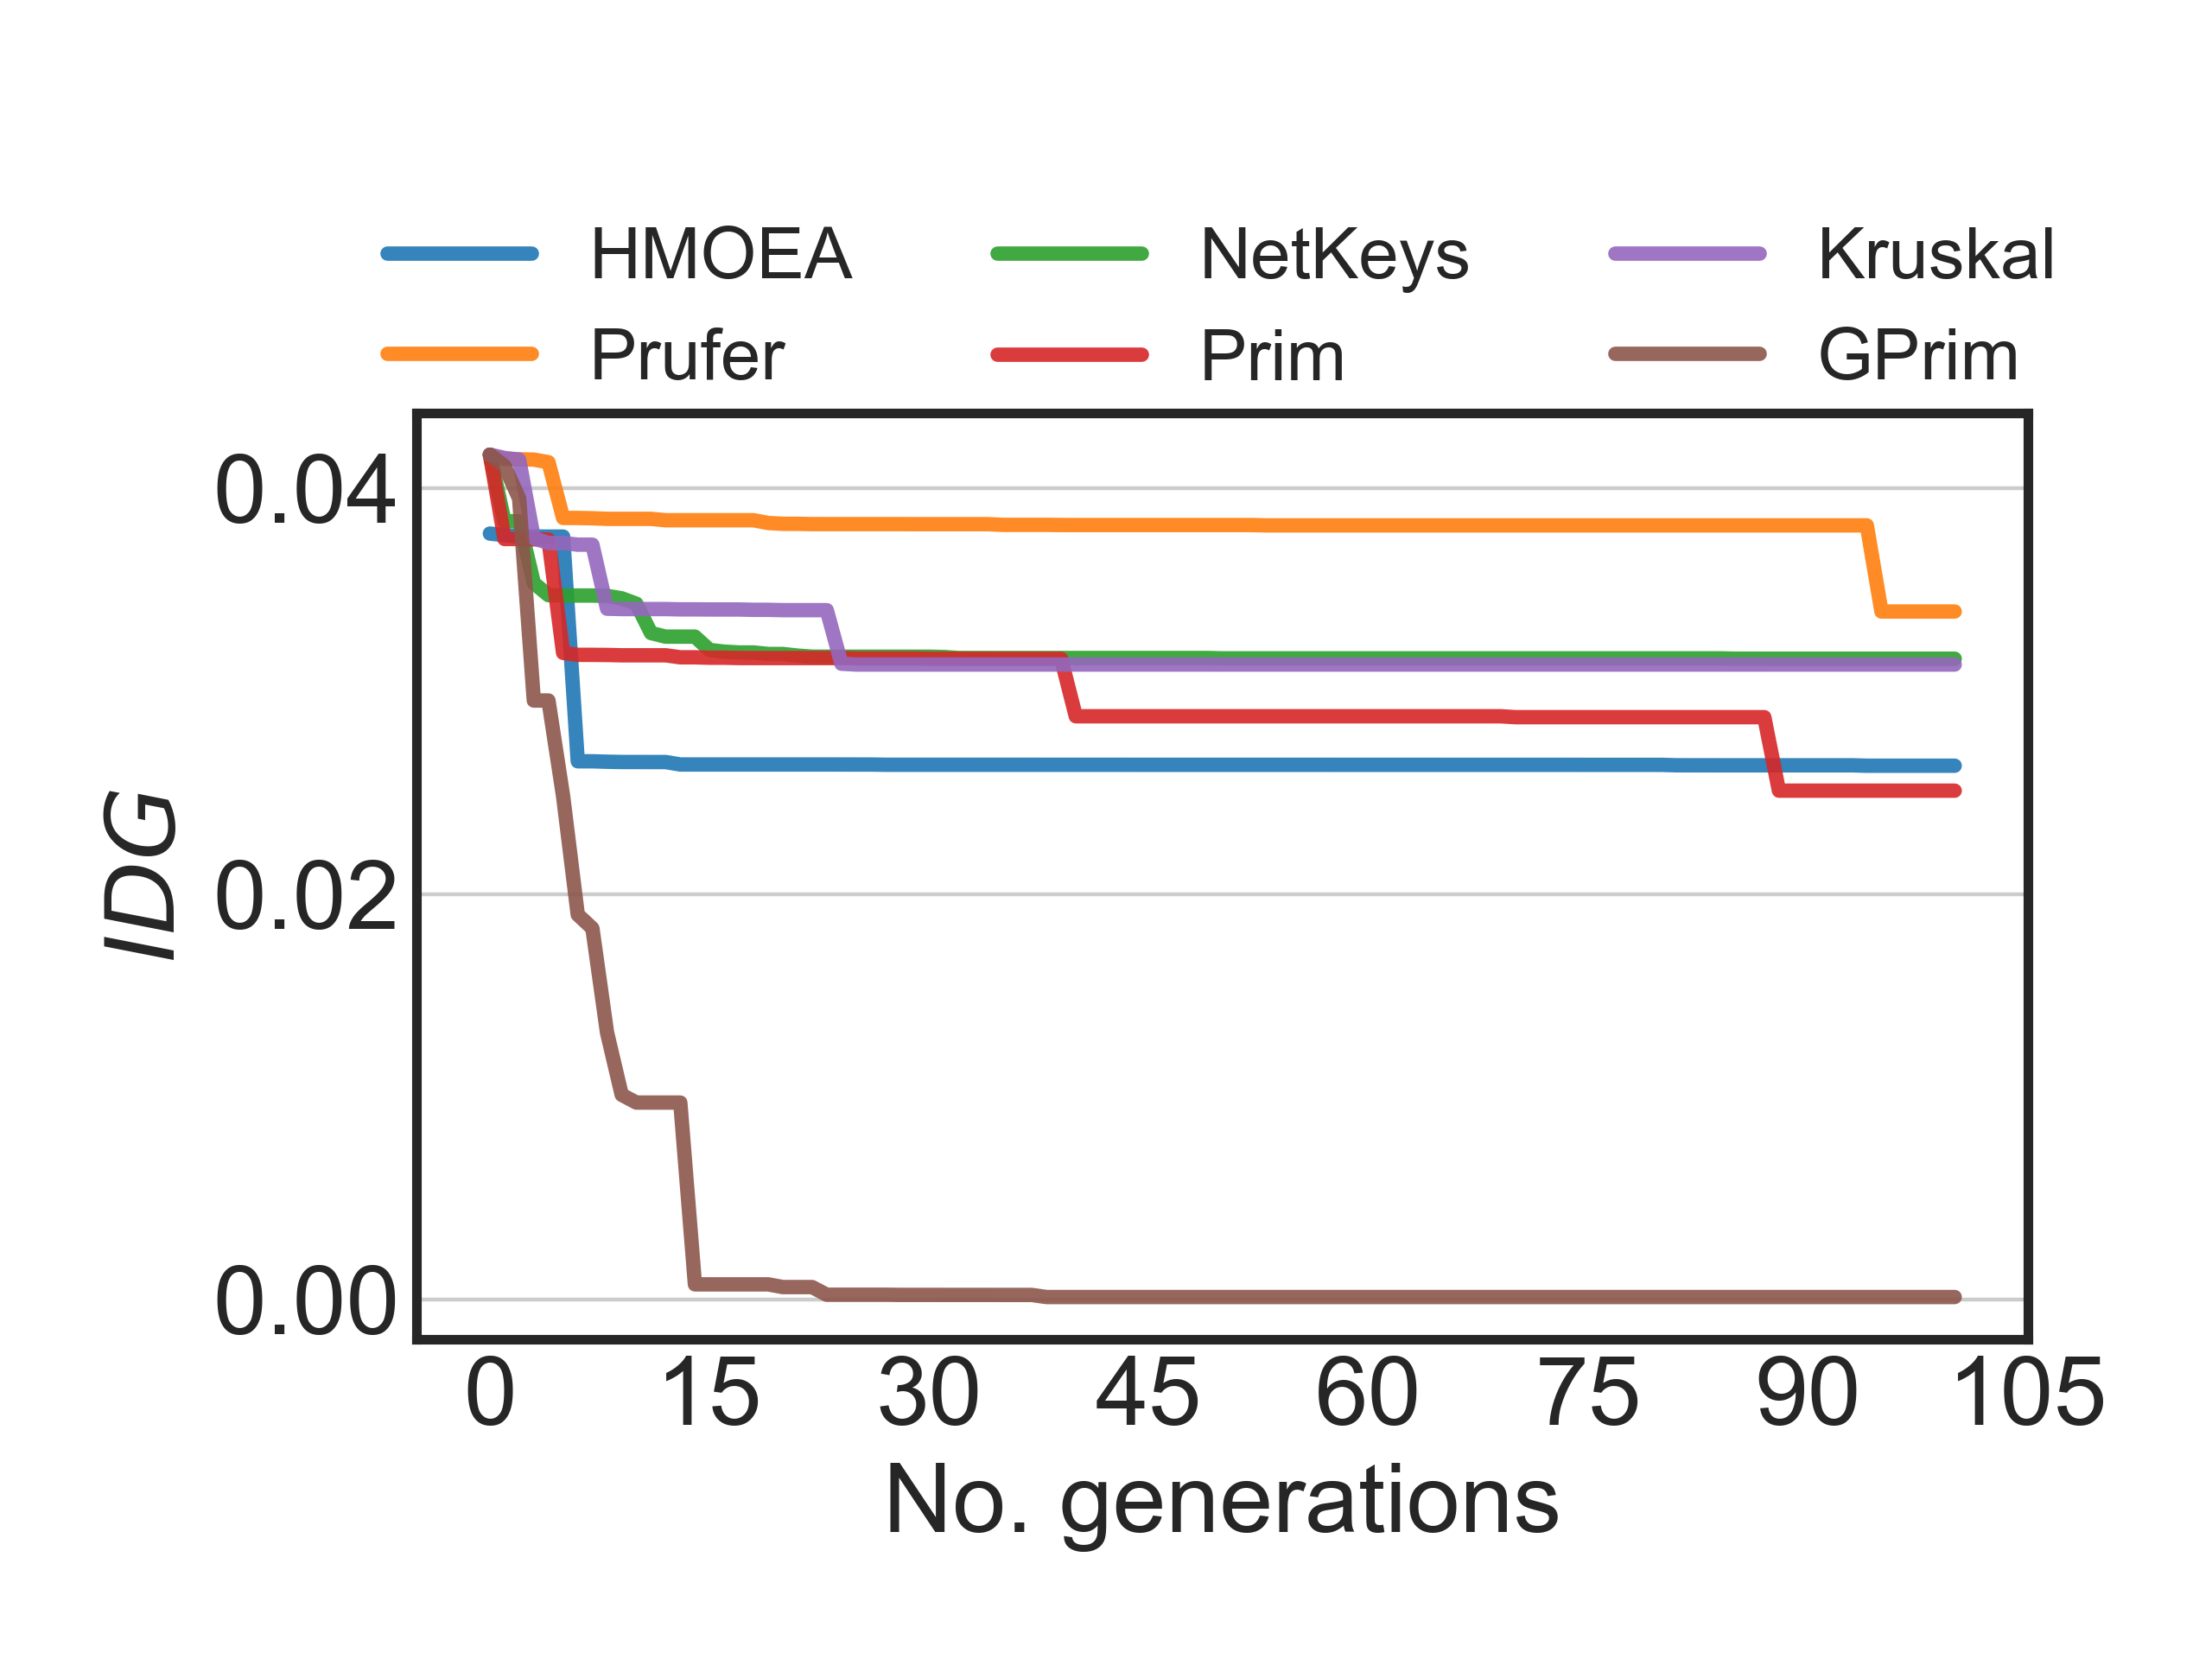 HMOEA NetKeys Kruskal
Prufer Prim GPrim
0.04
0.02
0.00
IDG
0 15 30 45 60 75 90 105
No. generations